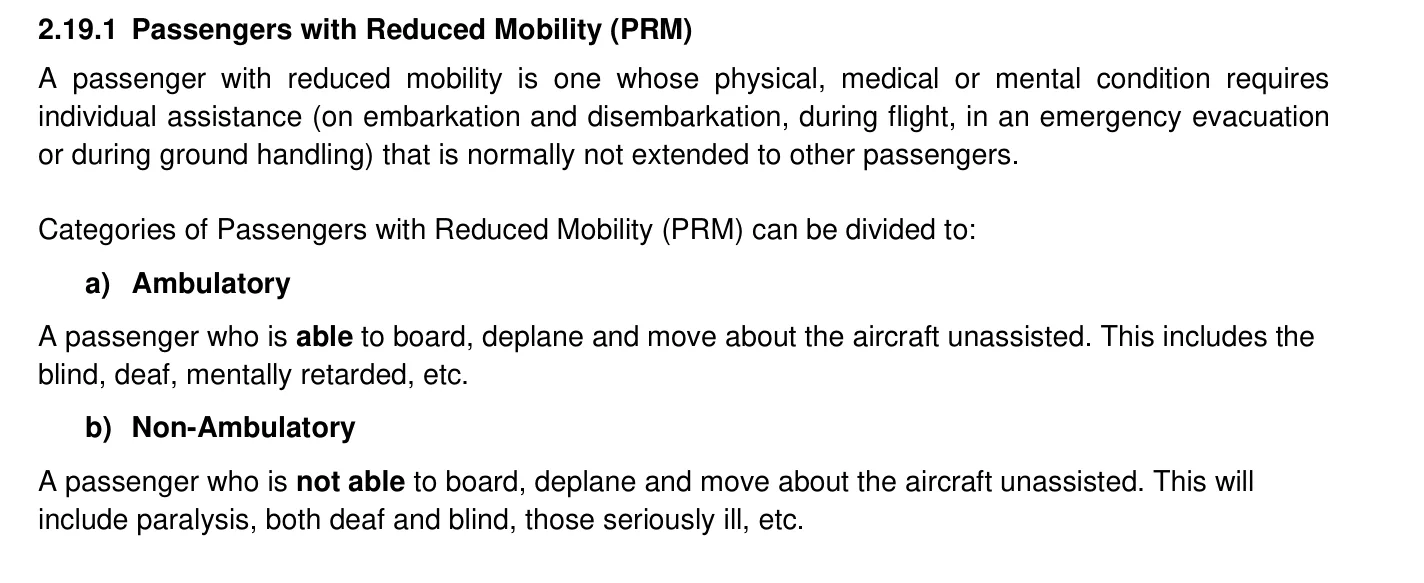 2.19.1 Passengers with Reduced Mobility (PRM)
A passenger with reduced mobility is one whose physical, medical or mental condition requires
individual assistance (on embarkation and disembarkation, during flight, in an emergency evacuation
or during ground handling) that is normally not extended to other passengers.
Categories of Passengers with Reduced Mobility (PRM) can be divided to:
a) Ambulatory
A passenger who is able to board, deplane and move about the aircraft unassisted. This includes the
blind, deaf, mentally retarded, etc.
b) Non-Ambulatory
A passenger who is not able to board, deplane and move about the aircraft unassisted. This will
include paralysis, both deaf and blind, those seriously ill, etc.